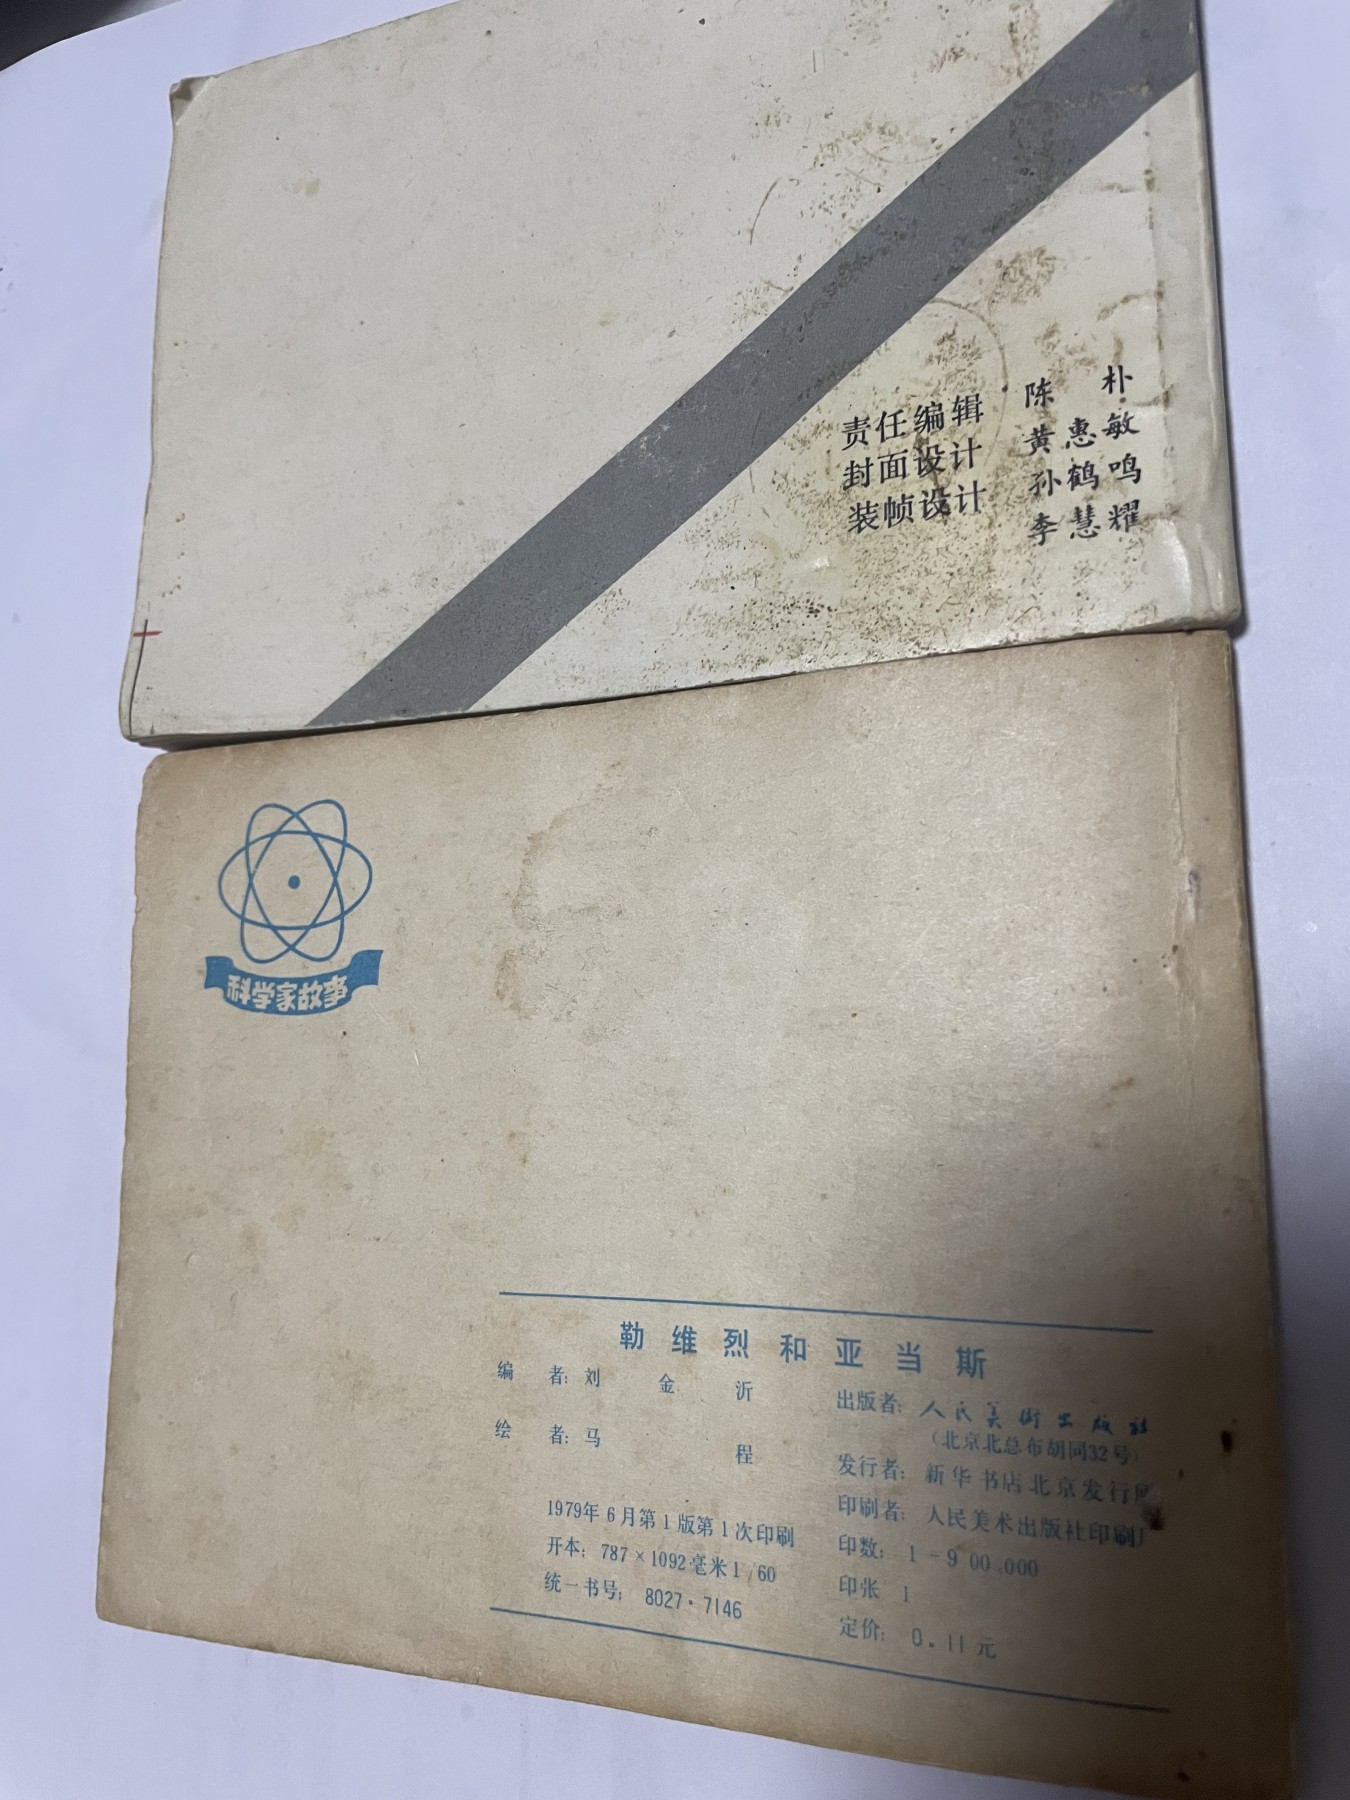 责任编辑 陈 朴
黄惠敏
封面设计 孙鹤鸣
装帧设计 李慧耀
科学家故事
勒维烈和亚当斯
编 者：刘 金 沂
绘 者：马 程
1979年6月第1版第1次印刷
开本：787×1092毫米1/60
统一书号：8027·7146
出版者：人民美術出版社
（北京北总布胡同32号）
发行者：新华书店北京发行所
印刷者：人民美术出版社印刷厂
印数：1-900,000
印张 1
定价：0.11元